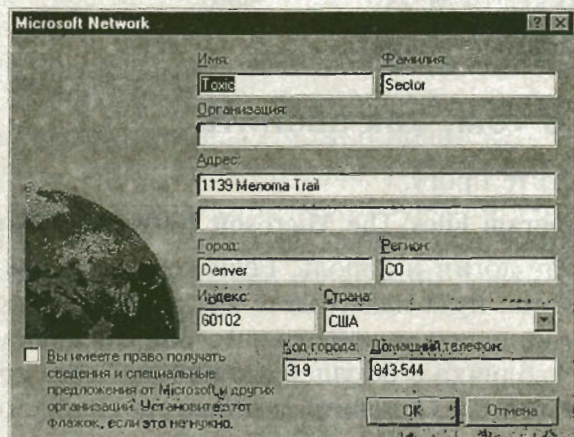 Microsoft Network
Имя: Фамилия:
Toxic Sector
Организация:
Адрес:
1139 Menoma Trail
Город: Регион:
Denver CO
Индекс: Страна:
60102 США
Код города: Домашний телефон:
319 843-544
Вы имеете право получать
сведения и специальные
предложения от Microsoft и других
организаций. Установите этот
флажок, если это не нужно.
OK Отмена